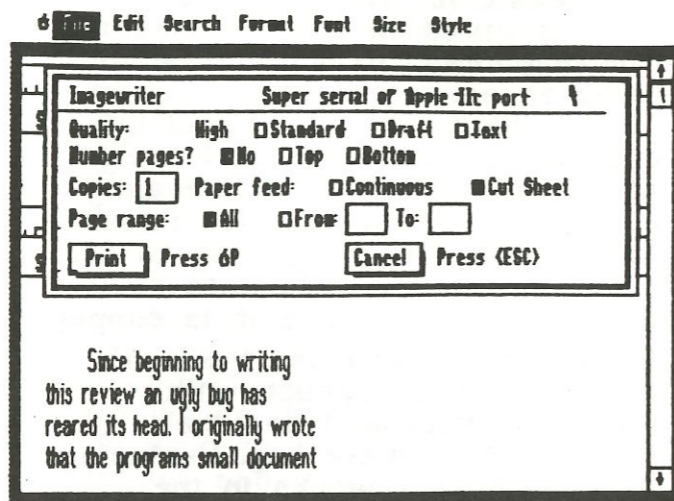 File Edit Search Format Font Size Style
Imagewriter Super serial or Apple IIc port 1
Quality: High Standard Draft Text
Number pages? No Top Bottom
Copies: 1 Paper feed: Continuous Cut Sheet
Page range: All From: To:
Print Press P Cancel Press <ESC>
Since beginning to writing
this review an ugly bug has
reared its head. I originally wrote
that the programs small document